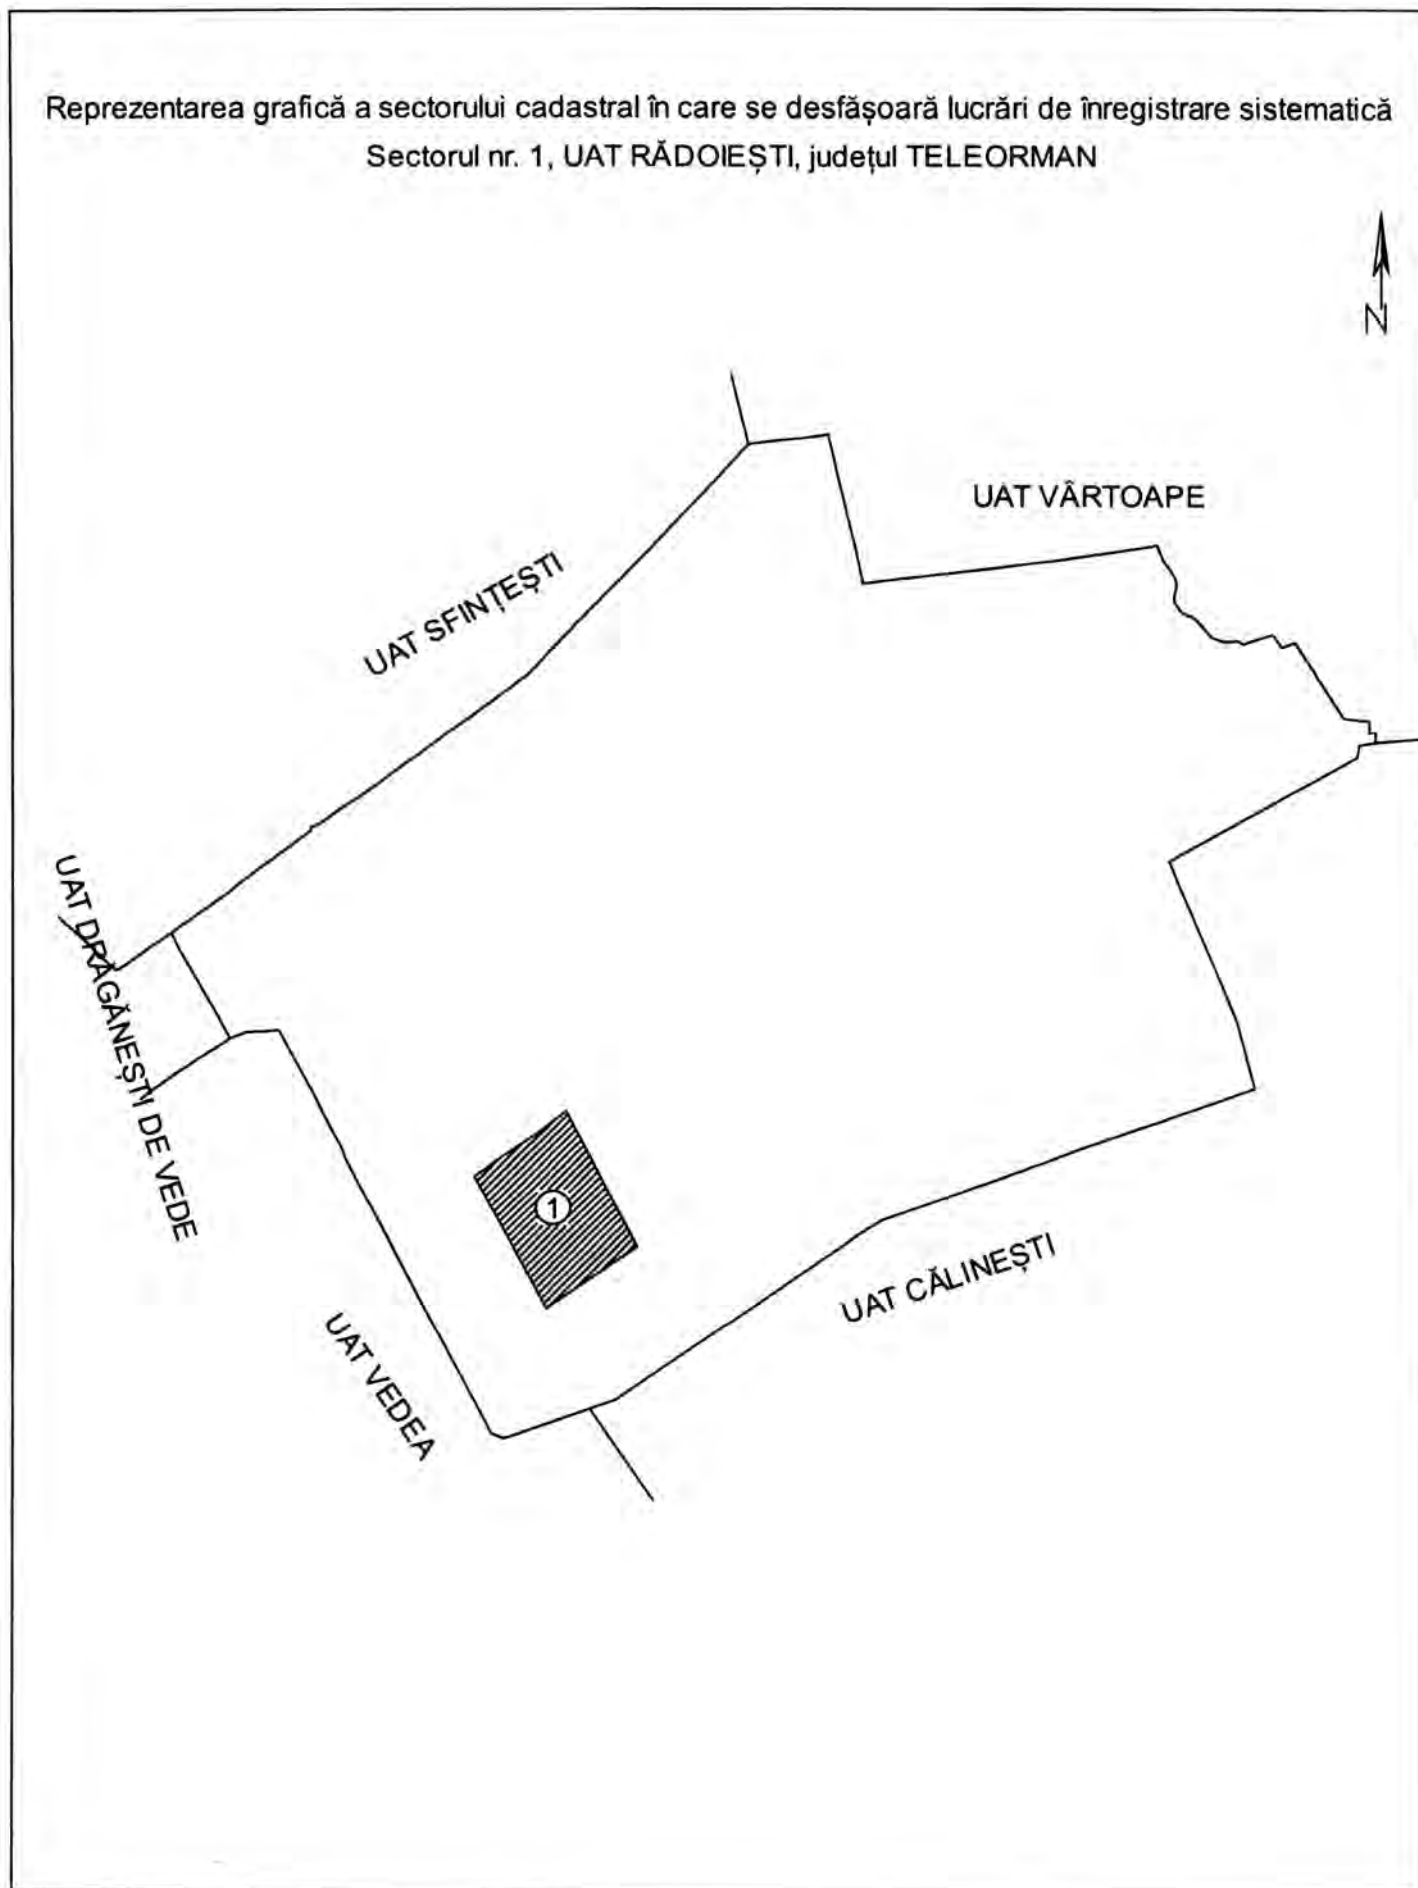 Reprezentarea grafică a sectorului cadastral în care se desfășoară lucrări de înregistrare sistematică
Sectorul nr. 1, UAT RĂDOIEȘTI, județul TELEORMAN
N
UAT VÂRTOAPE
UAT SFINȚEȘTI
UAT DRĂGĂNEȘTI DE VEDE
1
UAT CĂLINEȘTI
UAT VEDEA